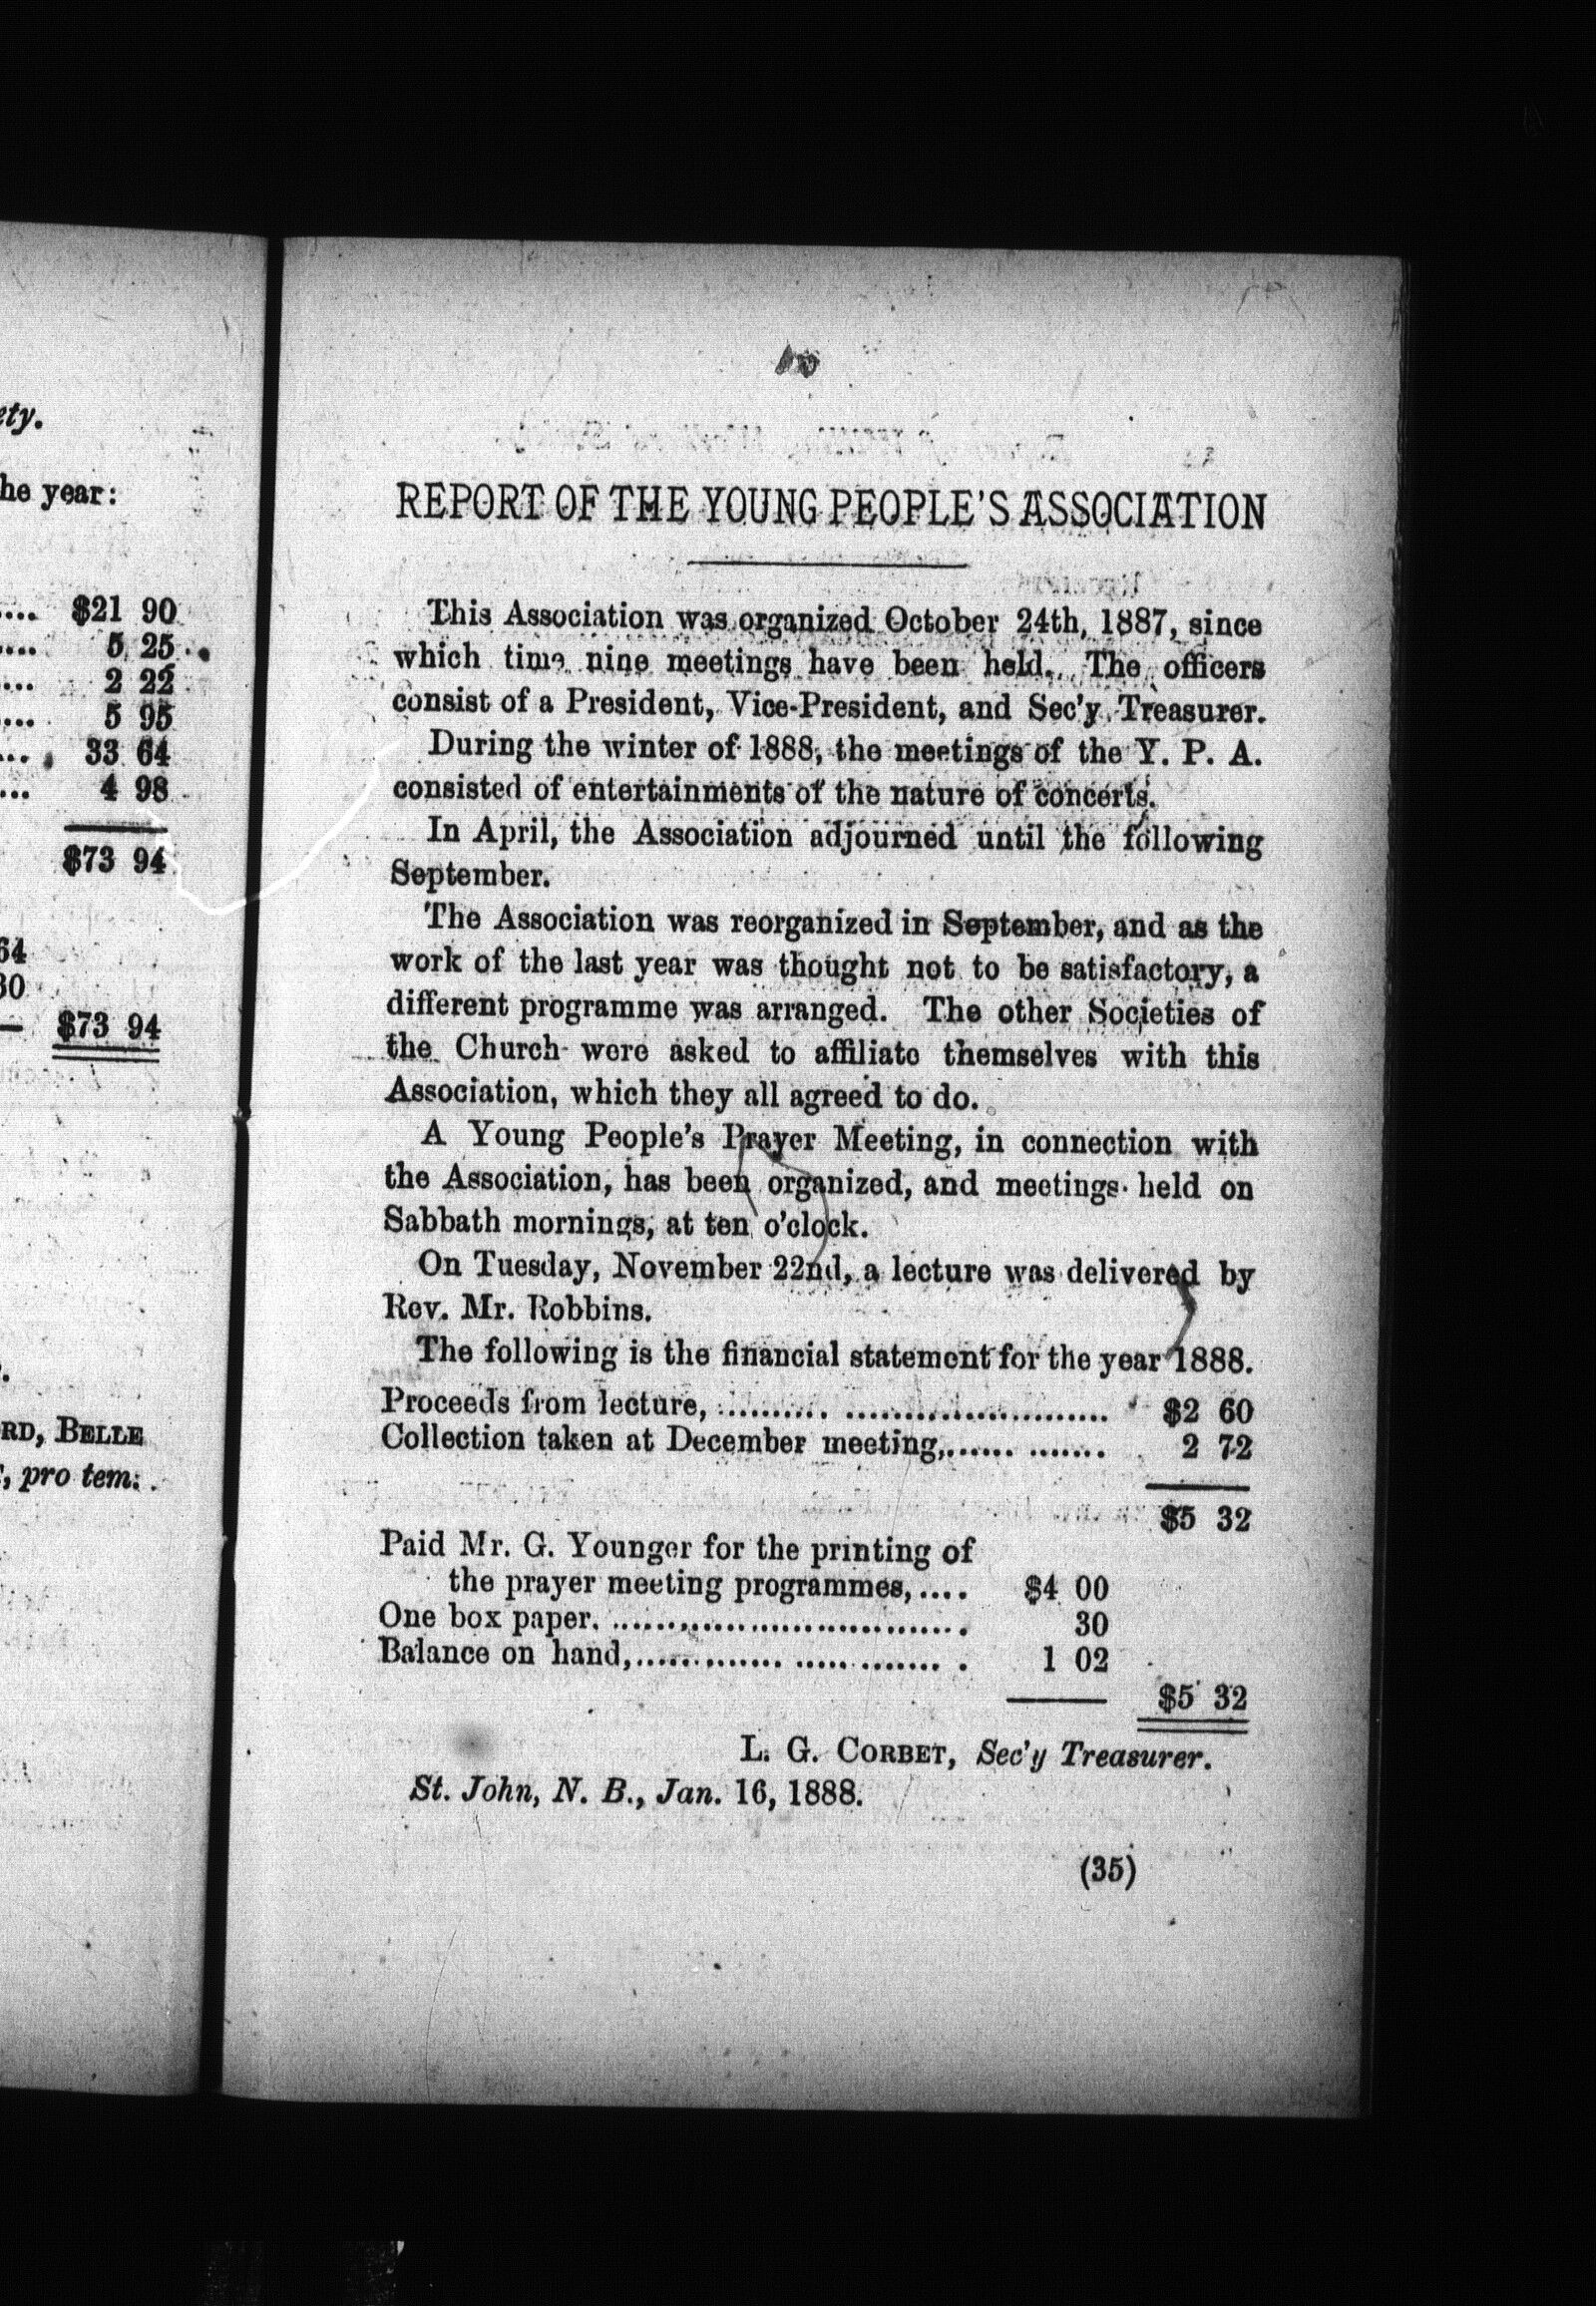 ety.
he year:
.... $21 90
.... 5 25
.... 2 22
.... 5 95
.... 33 64
... 4 98
$73 94
64
30
— $73 94
RD, BELLE
, pro tem.
REPORT OF THE YOUNG PEOPLE'S ASSOCIATION
This Association was organized October 24th, 1887, since
which time nine meetings have been held. The officers
consist of a President, Vice-President, and Sec'y Treasurer.
During the winter of 1888, the meetings of the Y. P. A.
consisted of entertainments of the nature of concerts.
In April, the Association adjourned until the following
September.
The Association was reorganized in September, and as the
work of the last year was thought not to be satisfactory, a
different programme was arranged. The other Societies of
the Church were asked to affiliate themselves with this
Association, which they all agreed to do.
A Young People's Prayer Meeting, in connection with
the Association, has been organized, and meetings held on
Sabbath mornings, at ten o'clock.
On Tuesday, November 22nd, a lecture was delivered by
Rev. Mr. Robbins.
The following is the financial statement for the year 1888.
Proceeds from lecture, .......... ....................... $2 60
Collection taken at December meeting,...... ....... 2 72
$5 32
Paid Mr. G. Younger for the printing of
the prayer meeting programmes,.... $4 00
One box paper. .................................. 30
Balance on hand,.............. ..... ....... . 1 02
$5 32
L. G. CORBET, Sec'y Treasurer.
St. John, N. B., Jan. 16, 1888.
(35)